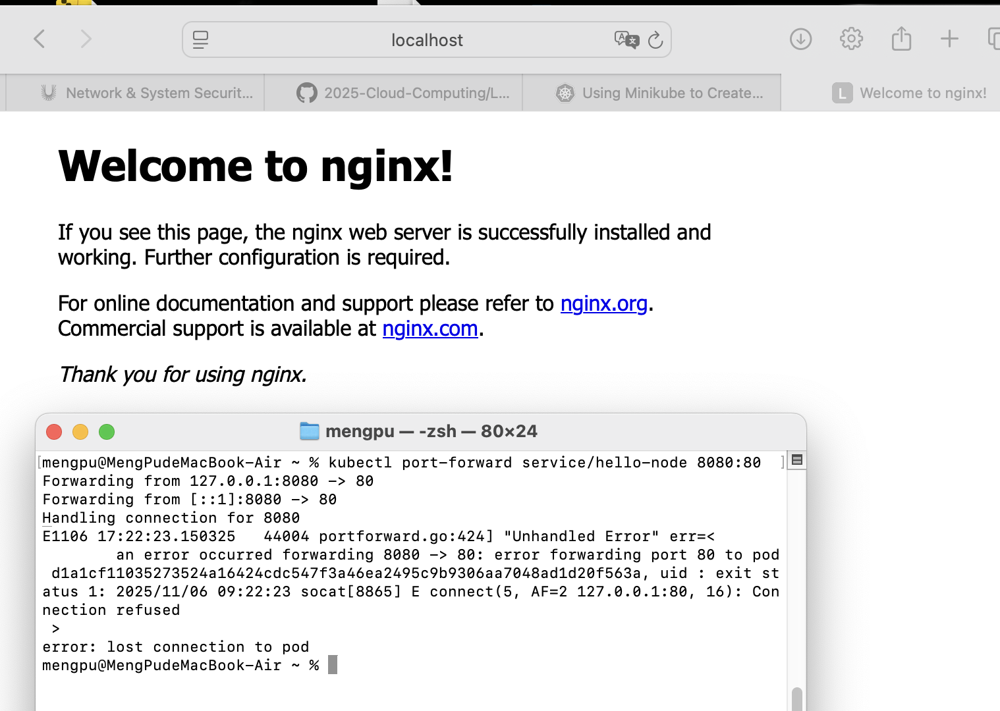 localhost
Network & System Securit...
2025-Cloud-Computing/L...
Using Minikube to Create...
L Welcome to nginx!
Welcome to nginx!
If you see this page, the nginx web server is successfully installed and
working. Further configuration is required.
For online documentation and support please refer to nginx.org.
Commercial support is available at nginx.com.
Thank you for using nginx.
mengpu — -zsh — 80×24
[mengpu@MengPudeMacBook-Air ~ % kubectl port-forward service/hello-node 8080:80 ]
Forwarding from 127.0.0.1:8080 -> 80
Forwarding from [::1]:8080 -> 80
Handling connection for 8080
E1106 17:22:23.150325   44004 portforward.go:424] "Unhandled Error" err=<
        an error occurred forwarding 8080 -> 80: error forwarding port 80 to pod
 d1a1cf11035273524a16424cdc547f3a46ea2495c9b9306aa7048ad1d20f563a, uid : exit st
atus 1: 2025/11/06 09:22:23 socat[8865] E connect(5, AF=2 127.0.0.1:80, 16): Con
nection refused
 >
error: lost connection to pod
mengpu@MengPudeMacBook-Air ~ %